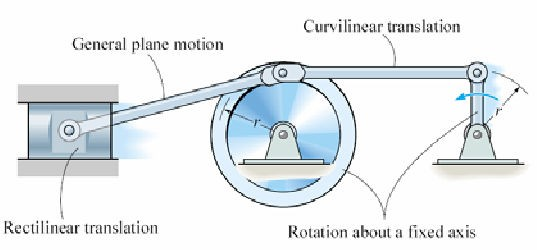 Curvilinear translation
General plane motion
r
r
Rectilinear translation
Rotation about a fixed axis